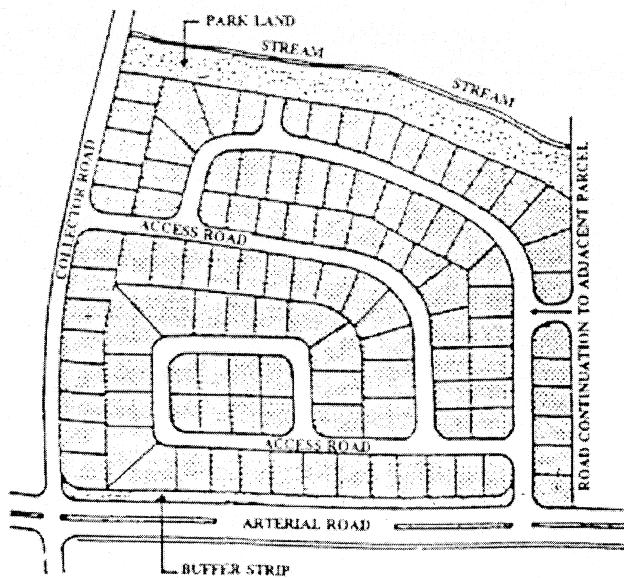 PARK LAND
STREAM
STREAM
COLLECTOR ROAD
ACCESS ROAD
ROAD CONTINUATION TO ADJACENT PARCEL
ACCESS ROAD
ARTERIAL ROAD
BUFFER STRIP